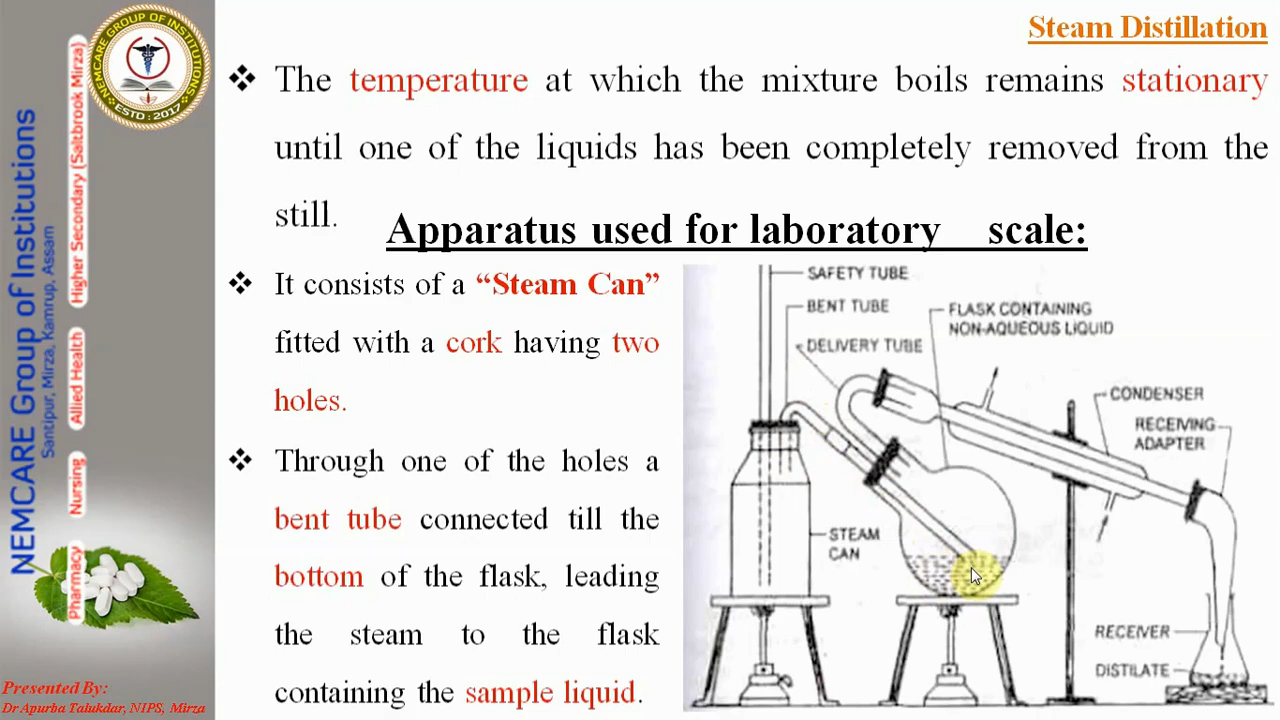 Steam Distillation
❖ The temperature at which the mixture boils remains stationary
until one of the liquids has been completely removed from the
still.
Apparatus used for laboratory scale:
❖ It consists of a “Steam Can”
fitted with a cork having two
holes.
❖ Through one of the holes a
bent tube connected till the
bottom of the flask, leading
the steam to the flask
containing the sample liquid.
SAFETY TUBE
BENT TUBE
DELIVERY TUBE
FLASK CONTAINING
NON-AQUEOUS LIQUID
CONDENSER
RECEIVING
ADAPTER
STEAM
CAN
RECEIVER
DISTILATE
NEMCARE GROUP OF INSTITUTIONS
ESTD : 2017
NEMCARE Group of Institutions
Santipur, Mirza, Kamrup, Assam
Pharmacy Nursing Allied Health Higher Secondary (Saltbrook Mirza)
Presented By:
Dr Apurba Talukdar, NIPS, Mirza